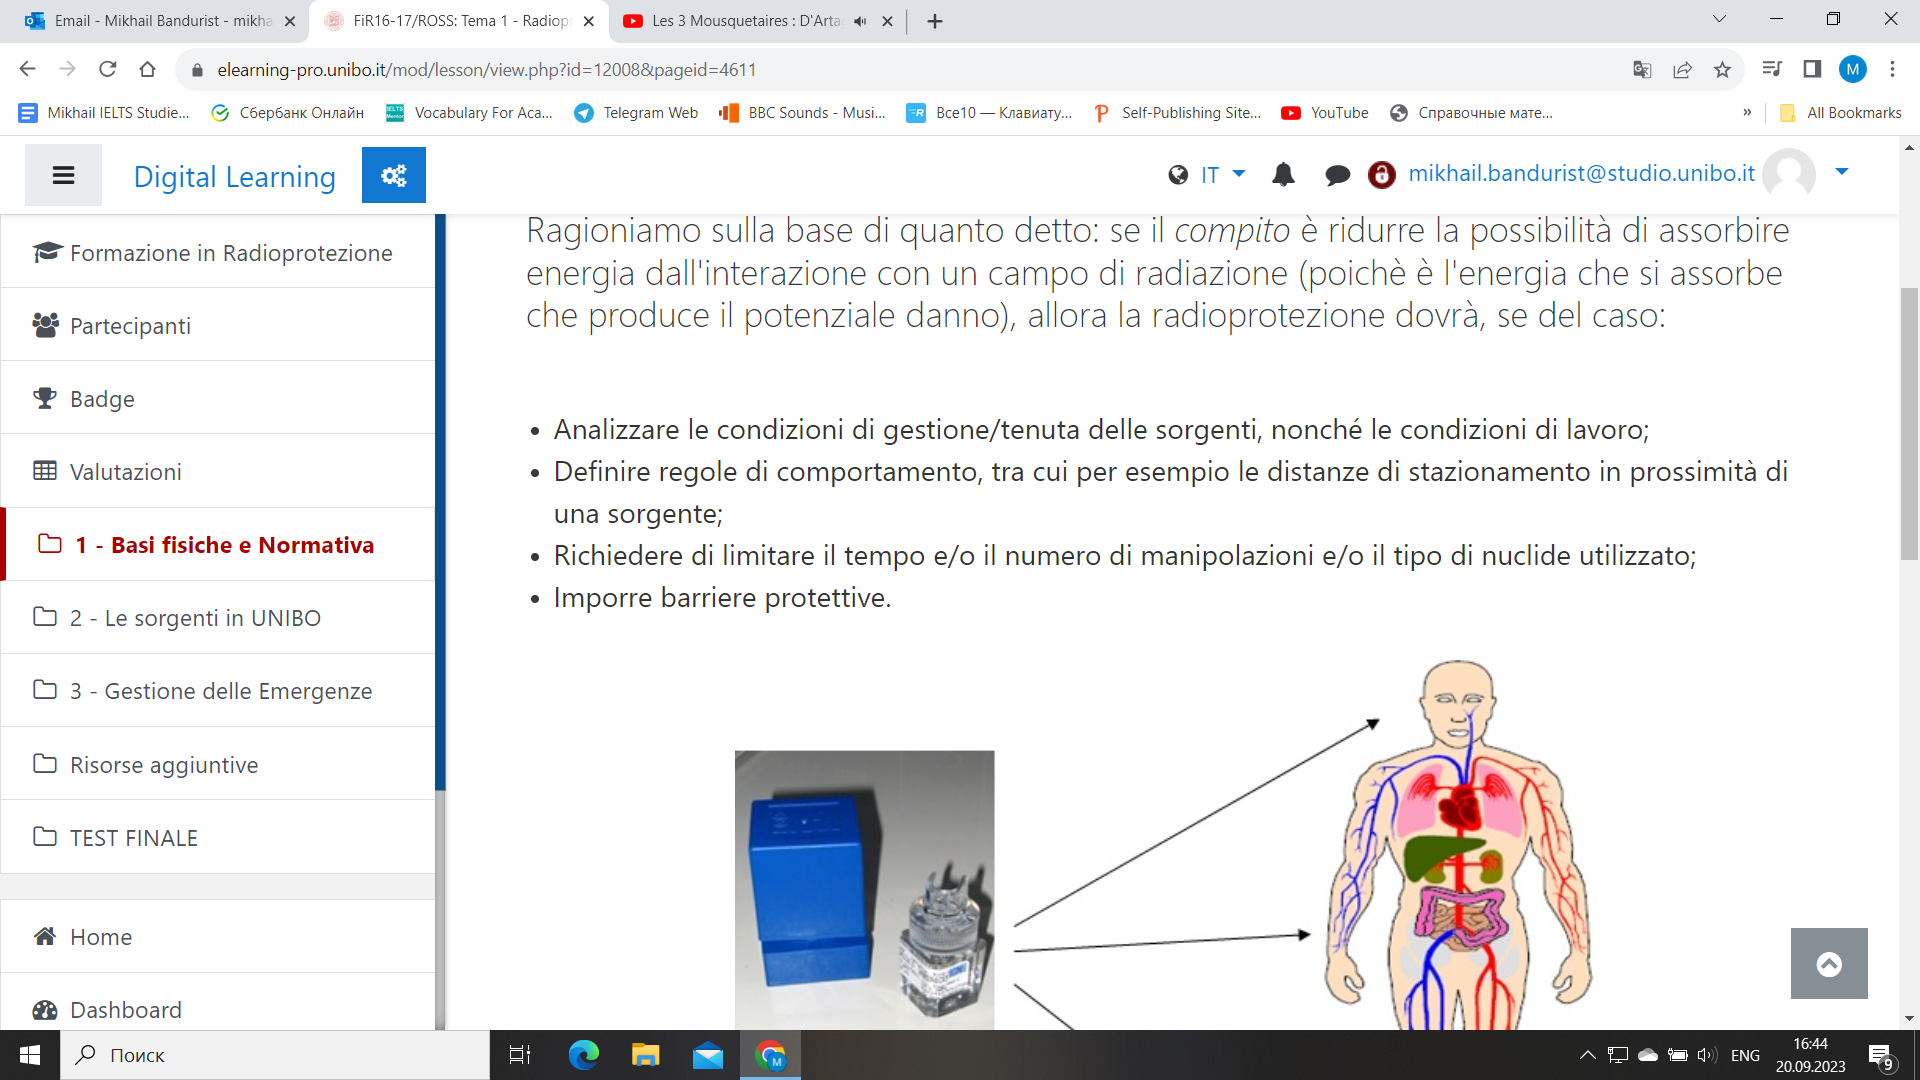 Email - Mikhail Bandurist - mikha
FiR16-17/ROSS: Tema 1 - Radiop
Les 3 Mousquetaires : D'Arta
elearning-pro.unibo.it/mod/lesson/view.php?id=12008&pageid=4611
M
Mikhail IELTS Studie...
Сбербанк Онлайн
Vocabulary For Aca...
Telegram Web
BBC Sounds - Musi...
Все10 — Клавиату...
Self-Publishing Site...
YouTube
Справочные мате...
»
All Bookmarks
Digital Learning
IT
mikhail.bandurist@studio.unibo.it
Formazione in Radioprotezione
Partecipanti
Badge
Valutazioni
1 - Basi fisiche e Normativa
2 - Le sorgenti in UNIBO
3 - Gestione delle Emergenze
Risorse aggiuntive
TEST FINALE
Home
Dashboard
Ragioniamo sulla base di quanto detto: se il compito è ridurre la possibilità di assorbire
energia dall'interazione con un campo di radiazione (poichè è l'energia che si assorbe
che produce il potenziale danno), allora la radioprotezione dovrà, se del caso:
• Analizzare le condizioni di gestione/tenuta delle sorgenti, nonché le condizioni di lavoro;
• Definire regole di comportamento, tra cui per esempio le distanze di stazionamento in prossimità di
una sorgente;
• Richiedere di limitare il tempo e/o il numero di manipolazioni e/o il tipo di nuclide utilizzato;
• Imporre barriere protettive.
Поиск
M
ENG
16:44
20.09.2023
9